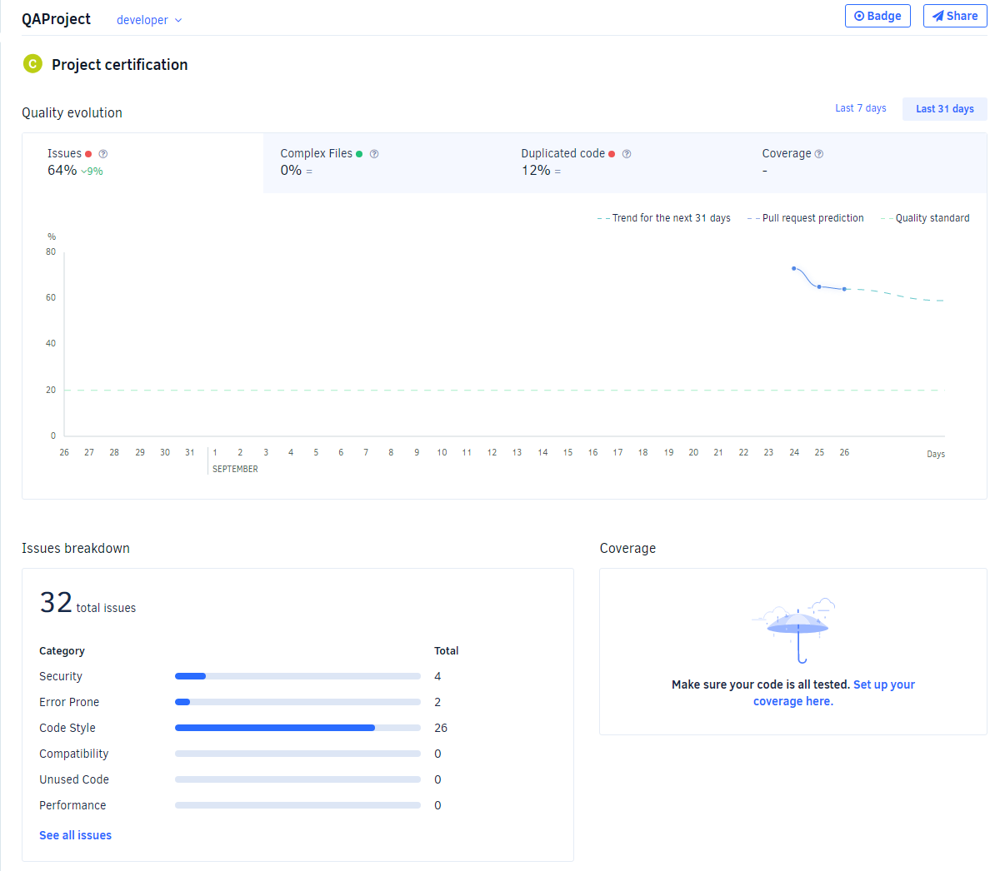 QAProject developer Badge Share
C Project certification
Quality evolution Last 7 days Last 31 days
Issues Complex Files Duplicated code Coverage
64% 9% 0% = 12% = -
Trend for the next 31 days Pull request prediction Quality standard
%
80
60
40
20
0
26 27 28 29 30 31 1 2 3 4 5 6 7 8 9 10 11 12 13 14 15 16 17 18 19 20 21 22 23 24 25 26 Days
SEPTEMBER
Issues breakdown
32 total issues
Category Total
Security 4
Error Prone 2
Code Style 26
Compatibility 0
Unused Code 0
Performance 0
See all issues
Coverage
Make sure your code is all tested. Set up your
coverage here.